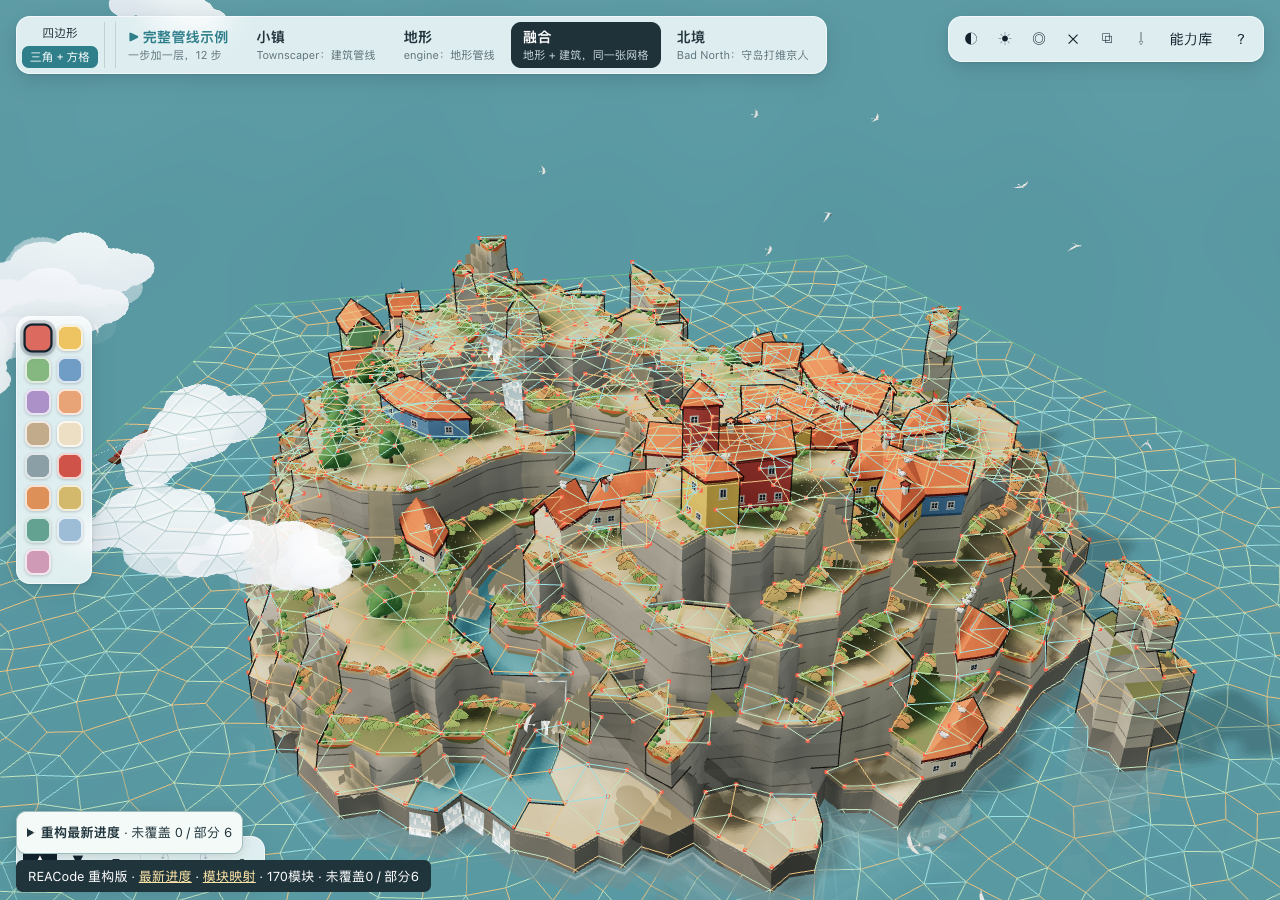 四边形
三角 + 方格
▶ 完整管线示例
一步加一层，12 步
小镇
Townscaper：建筑管线
地形
engine：地形管线
融合
地形 + 建筑，同一张网格
北境
Bad North：守岛打维京人
能力库
?
▶ 重构最新进度 · 未覆盖 0 / 部分 6
REACode 重构版 · 最新进度 · 模块映射 · 170模块 · 未覆盖0 / 部分6